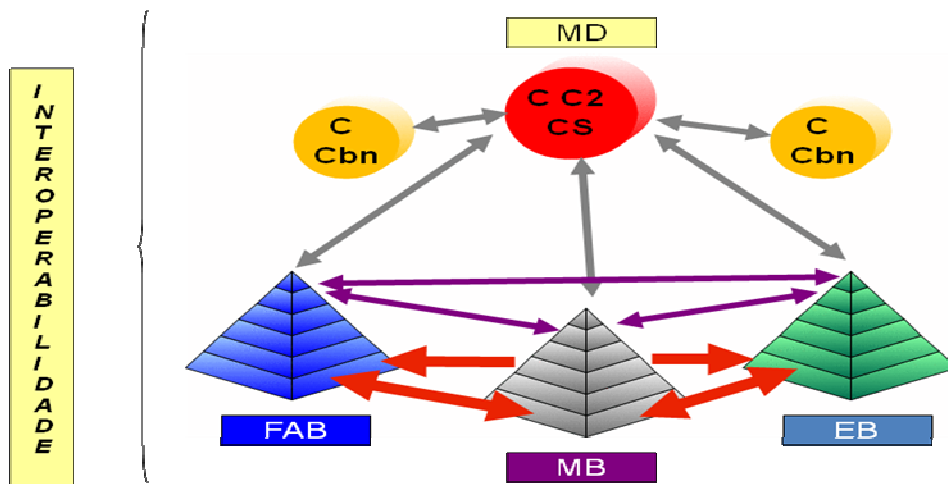 INTEROPERABILIDADE
MD
C C2
CS
C
Cbn
C
Cbn
FAB
EB
MB